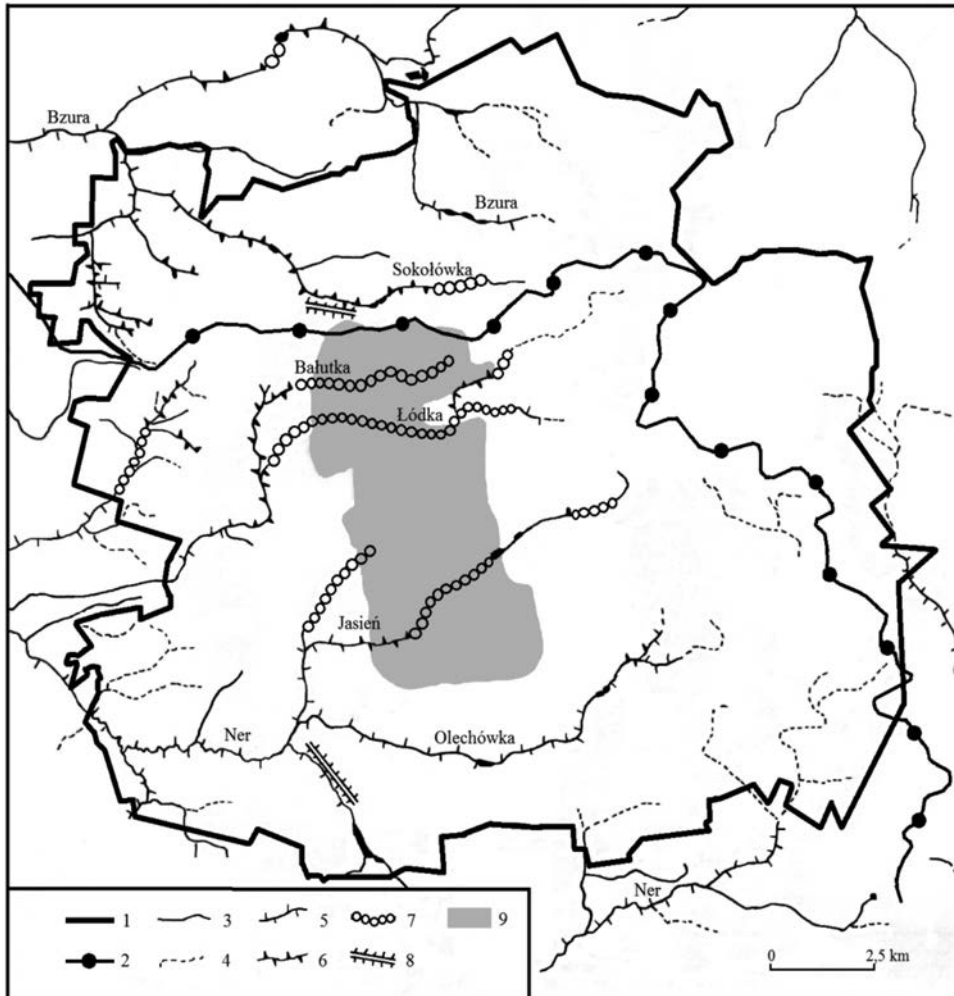 Bzura
Bzura
Sokołówka
Bałutka
Łódka
Jasień
Ner
Olechówka
Ner
1 3 5 7 9
2 4 6 8
0 2,5 km